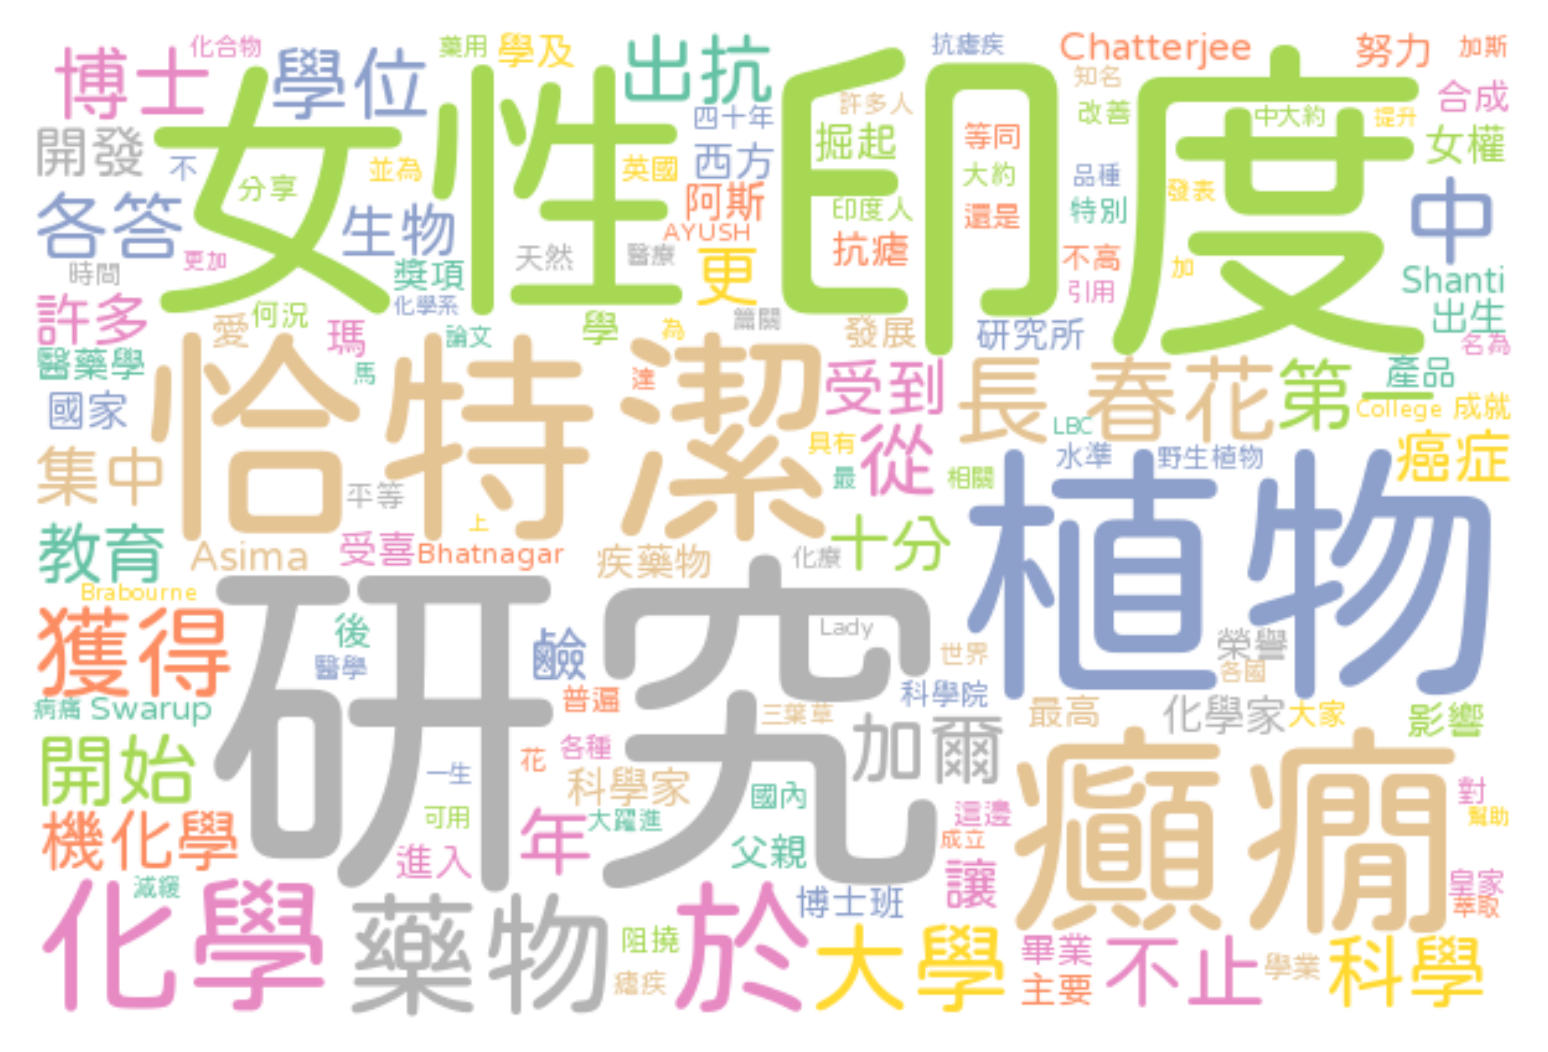 博士 化合物 學位 藥用 學及 出抗 抗瘧疾 Chatterjee 努力 加斯
女性印度
知名 合成
許多人 改善 中大約 提升
開發 不 並為 四十年 掘起 等同 女權
分享 英國 西方 大約 品種 發表
各答 生物 阿斯 印度人 還是 特別 中
AYUSH
時間 更加 獎項 天然 醫療 更 抗瘧 不高 加 Shanti
許多 化學系 引用 出生
愛 何況 瑪 論文 學 為 篇關 發展 研究所 名為
醫藥學 馬 恰特潔 達 受到 長春花 第一 產品
國家 LBC College 成就
集中 平等 具有 從 水準 野生植物 癌症
上 最 相關
教育 Asima 受喜 Bhatnagar 疾藥物 化療 十分 植物
Brabourne
獲得 研究 後 鹼 Lady 世界 榮譽
醫學 各國
病痛 Swarup 普遍 三葉草 科學院 最高 化學家 大家 影響
開始 一生 花 各種 加爾 癲癇
科學家 國內 對
機化學 可用 年 大躍進 這邊 幫助
進入 父親 成立
化學 減緩 藥物 於 博士班 讓 皇家
萃取
阻撓 大學 畢業 不止 學業 科學
瘧疾 主要